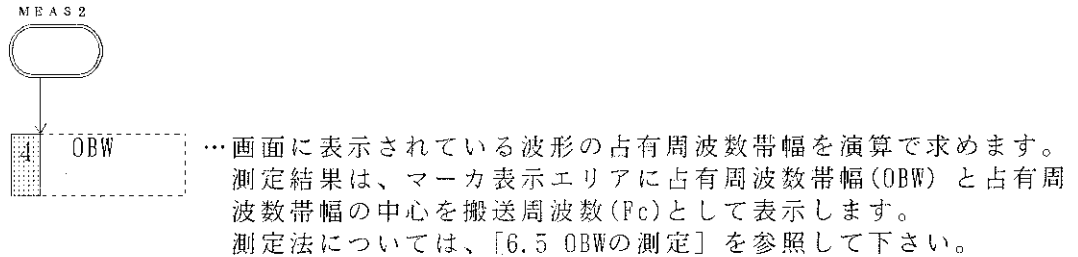 MEAS2
4 OBW …画面に表示されている波形の占有周波数帯幅を演算で求めます。
測定結果は、マーカ表示エリアに占有周波数帯幅(OBW) と占有周
波数帯幅の中心を搬送周波数(Fc)として表示します。
測定法については、[6.5 OBWの測定] を参照して下さい。